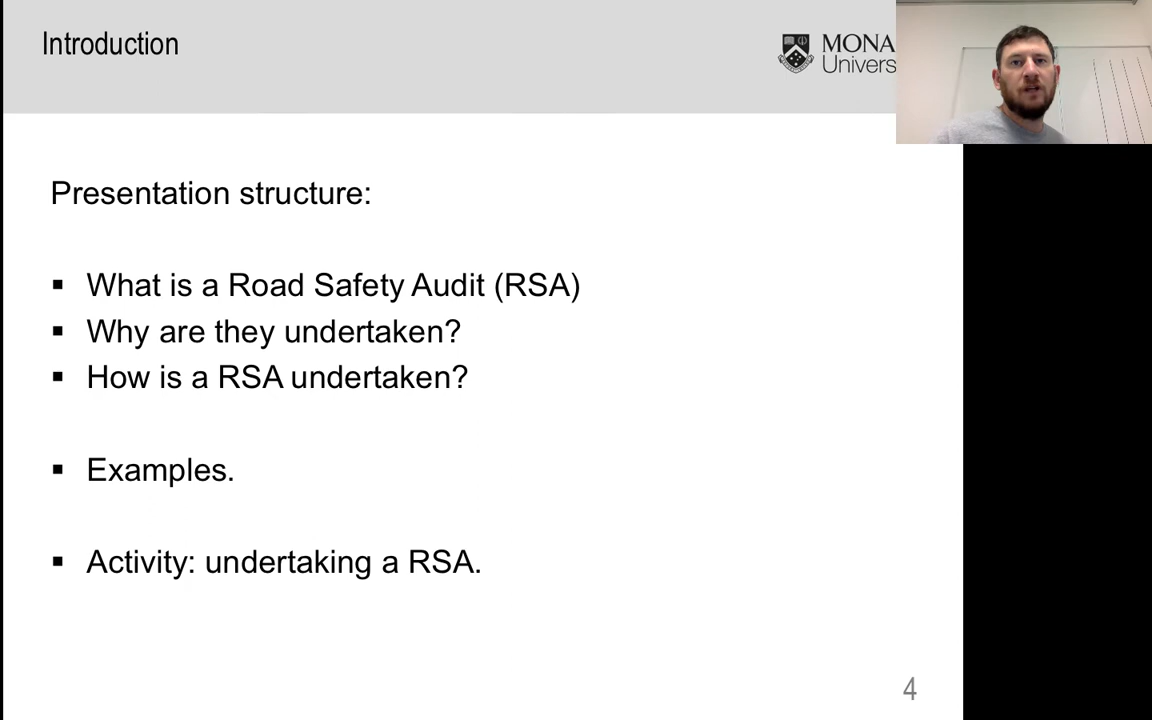 Introduction
MONA
Univers
Presentation structure:
▪ What is a Road Safety Audit (RSA)
▪ Why are they undertaken?
▪ How is a RSA undertaken?
▪ Examples.
▪ Activity: undertaking a RSA.
4